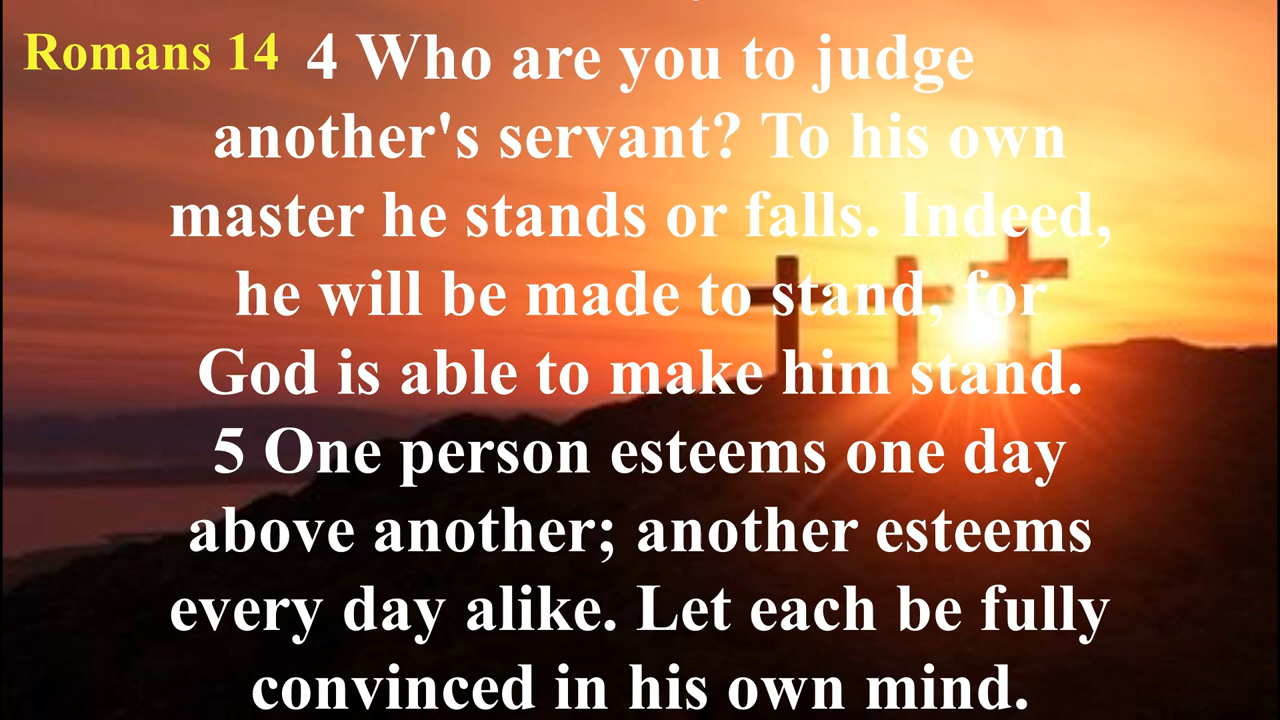 Romans 14 4 Who are you to judge
another's servant? To his own
master he stands or falls. Indeed,
he will be made to stand, for
God is able to make him stand.
5 One person esteems one day
above another; another esteems
every day alike. Let each be fully
convinced in his own mind.